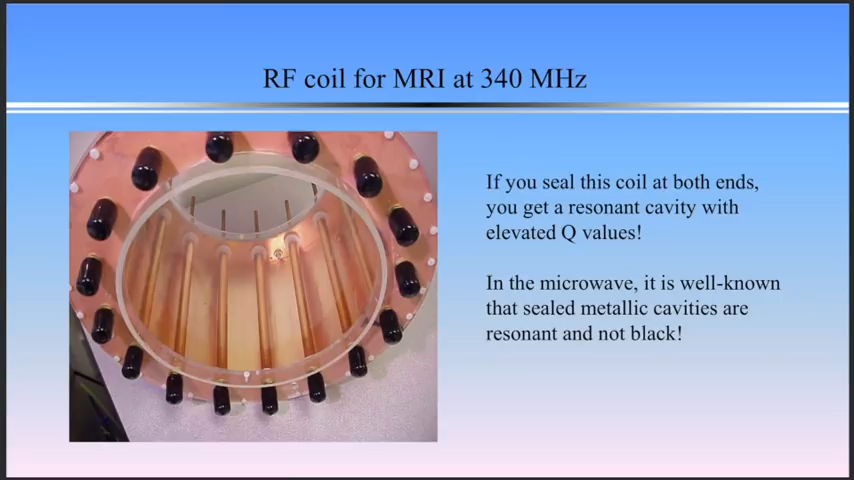 RF coil for MRI at 340 MHz
If you seal this coil at both ends,
you get a resonant cavity with
elevated Q values!
In the microwave, it is well-known
that sealed metallic cavities are
resonant and not black!